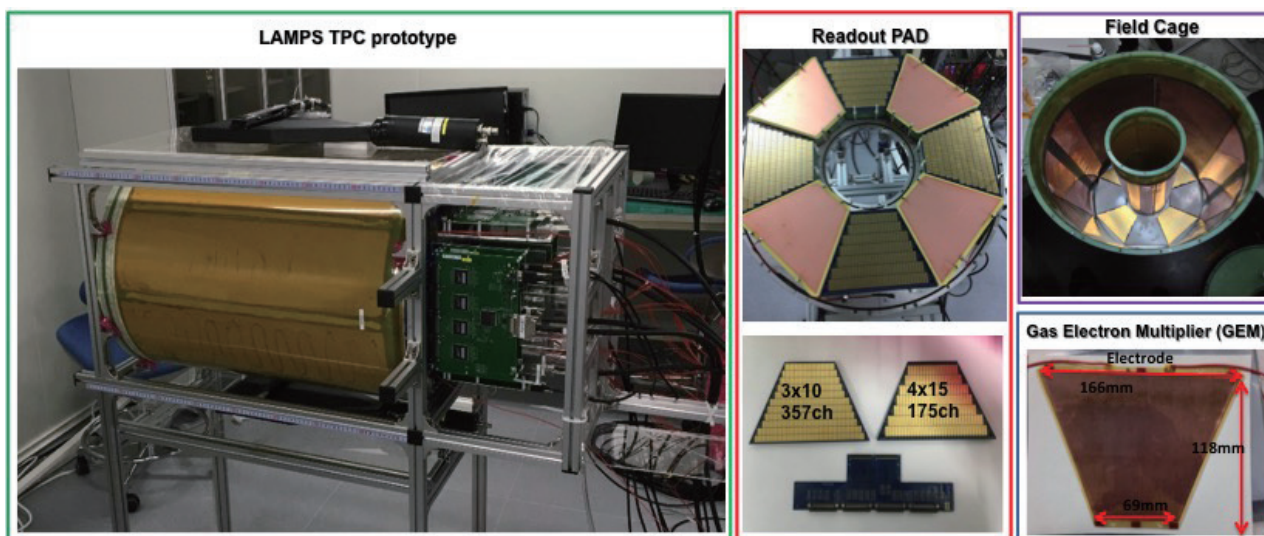 LAMPS TPC prototype
Readout PAD
3x10
357ch
4x15
175ch
Field Cage
Gas Electron Multiplier (GEM)
Electrode
166mm
118mm
69mm